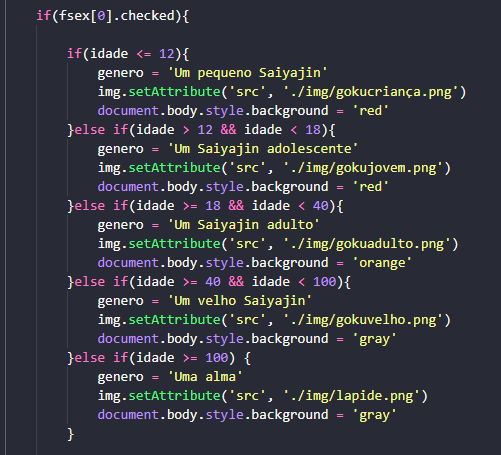 if(fsex[0].checked){
if(idade <= 12){
genero = 'Um pequeno Saiyajin'
img.setAttribute('src', './img/gokucriança.png')
document.body.style.background = 'red'
}else if(idade > 12 && idade < 18){
genero = 'Um Saiyajin adolescente'
img.setAttribute('src', './img/gokujovem.png')
document.body.style.background = 'red'
}else if(idade >= 18 && idade < 40){
genero = 'Um Saiyajin adulto'
img.setAttribute('src', './img/gokuadulto.png')
document.body.style.background = 'orange'
}else if(idade >= 40 && idade < 100){
genero = 'Um velho Saiyajin'
img.setAttribute('src', './img/gokuvelho.png')
document.body.style.background = 'gray'
}else if(idade >= 100) {
genero = 'Uma alma'
img.setAttribute('src', './img/lapide.png')
document.body.style.background = 'gray'
}